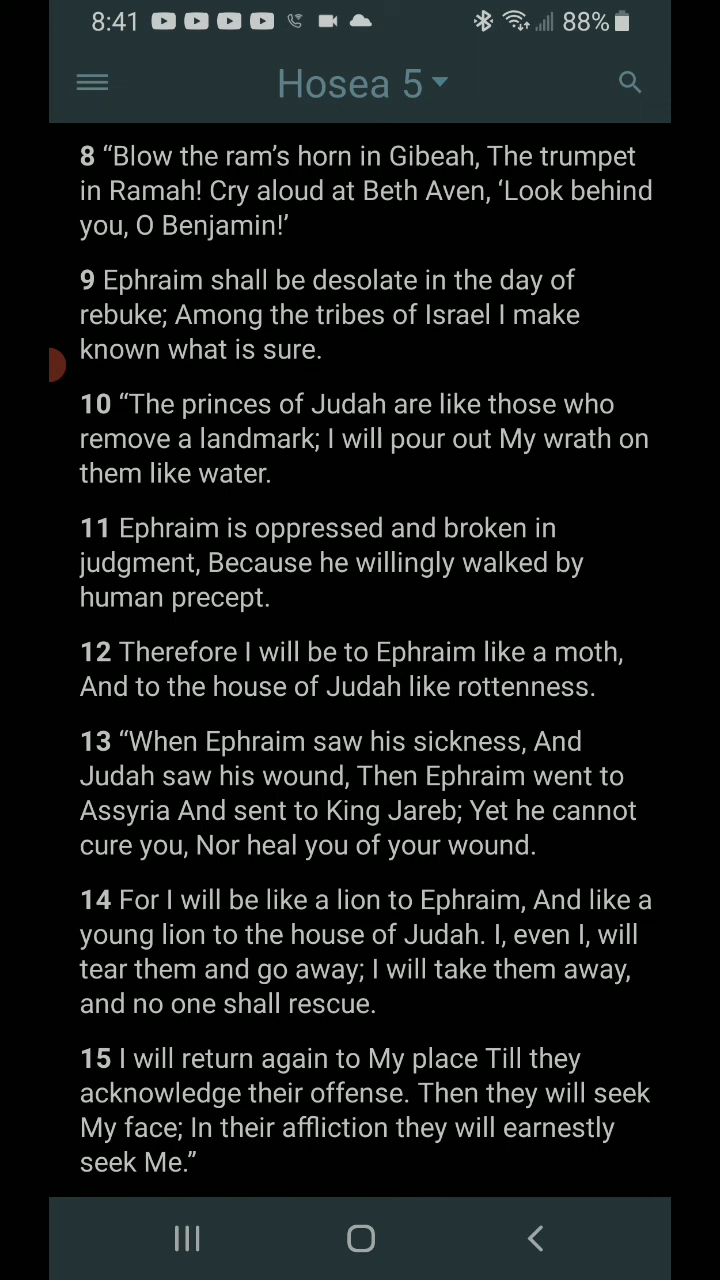 8:41 88%
Hosea 5
8 “Blow the ram’s horn in Gibeah, The trumpet
in Ramah! Cry aloud at Beth Aven, ‘Look behind
you, O Benjamin!’
9 Ephraim shall be desolate in the day of
rebuke; Among the tribes of Israel I make
known what is sure.
10 “The princes of Judah are like those who
remove a landmark; I will pour out My wrath on
them like water.
11 Ephraim is oppressed and broken in
judgment, Because he willingly walked by
human precept.
12 Therefore I will be to Ephraim like a moth,
And to the house of Judah like rottenness.
13 “When Ephraim saw his sickness, And
Judah saw his wound, Then Ephraim went to
Assyria And sent to King Jareb; Yet he cannot
cure you, Nor heal you of your wound.
14 For I will be like a lion to Ephraim, And like a
young lion to the house of Judah. I, even I, will
tear them and go away; I will take them away,
and no one shall rescue.
15 I will return again to My place Till they
acknowledge their offense. Then they will seek
My face; In their affliction they will earnestly
seek Me.”